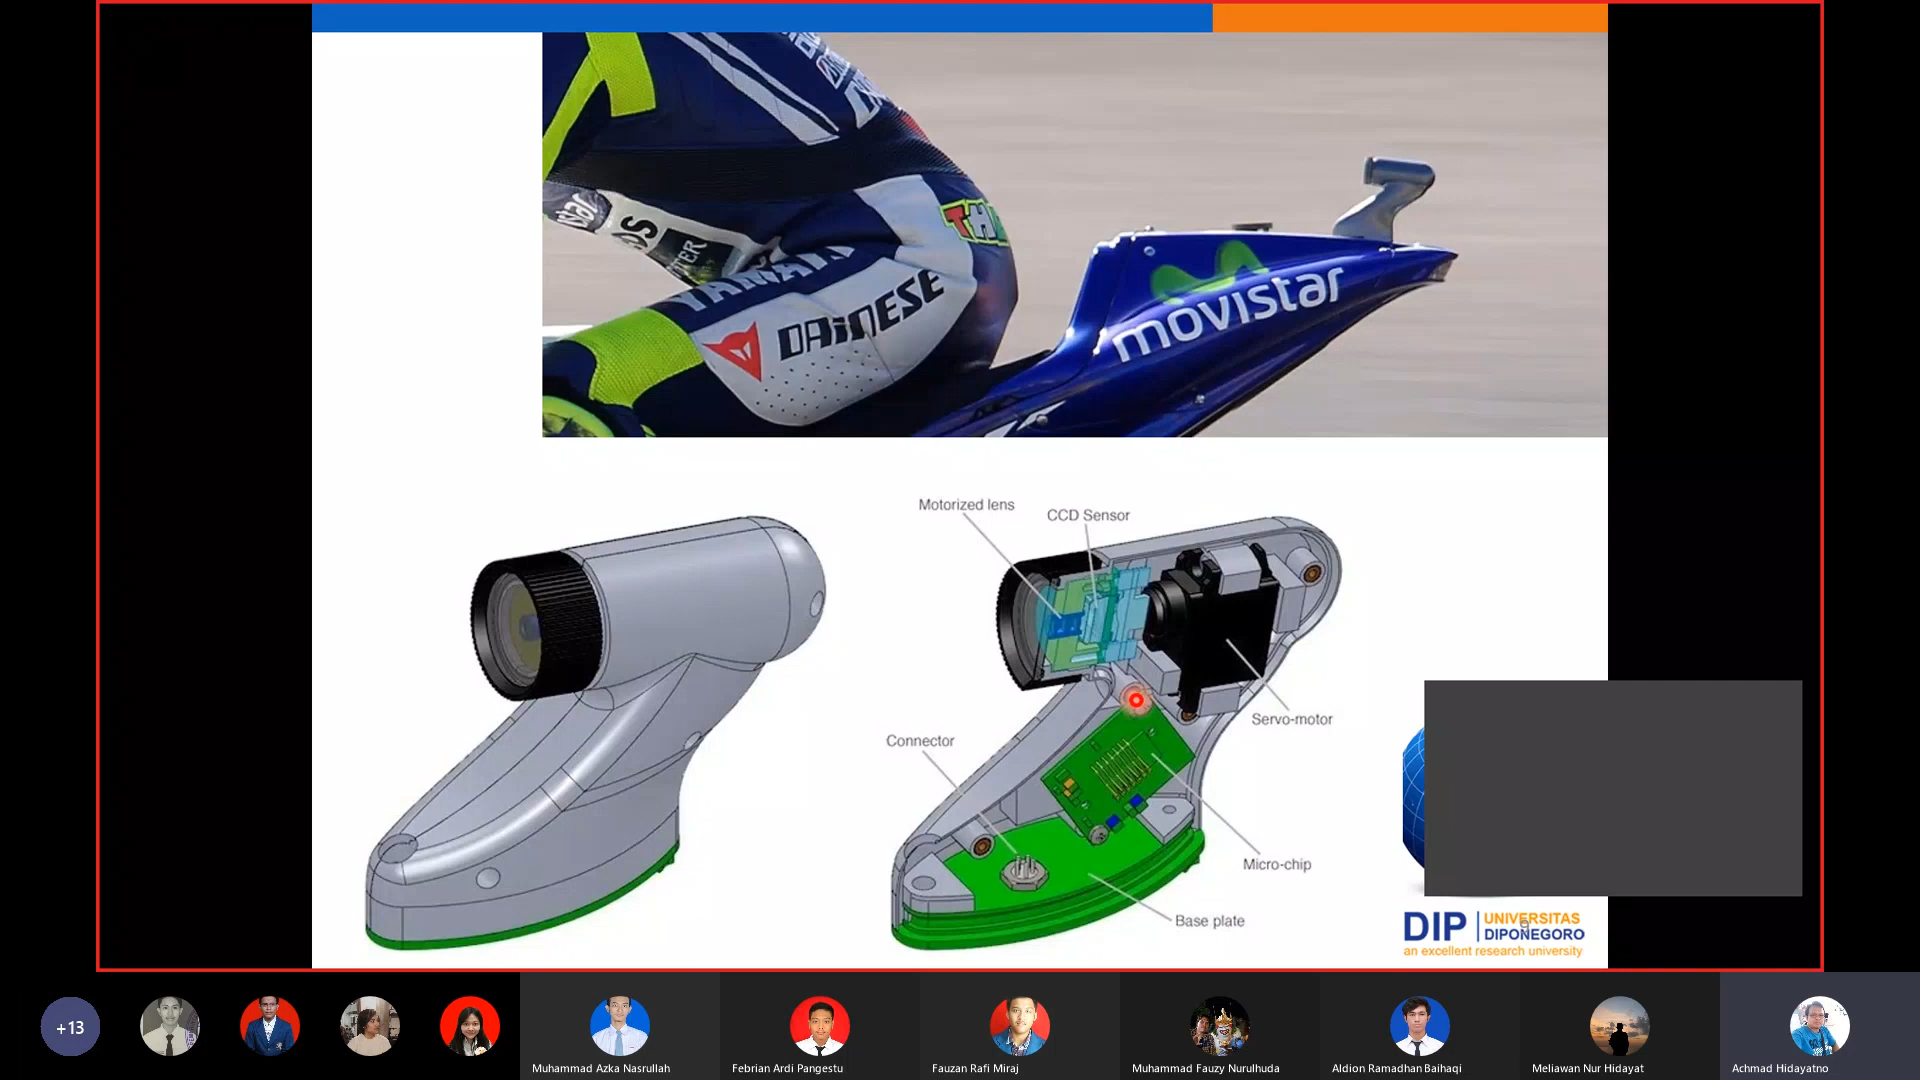 YAMAHA
DAINESE
movistar
Motorized lens
CCD Sensor
Servo-motor
Connector
Micro-chip
Base plate
DIP
UNIVERSITAS
DIPONEGORO
an excellent research university
+13
Muhammad Azka Nasrullah
Febrian Ardi Pangestu
Fauzan Rafi Miraj
Muhammad Fauzy Nurulhuda
Aldion Ramadhan Baihaqi
Meliawan Nur Hidayat
Achmad Hidayatno